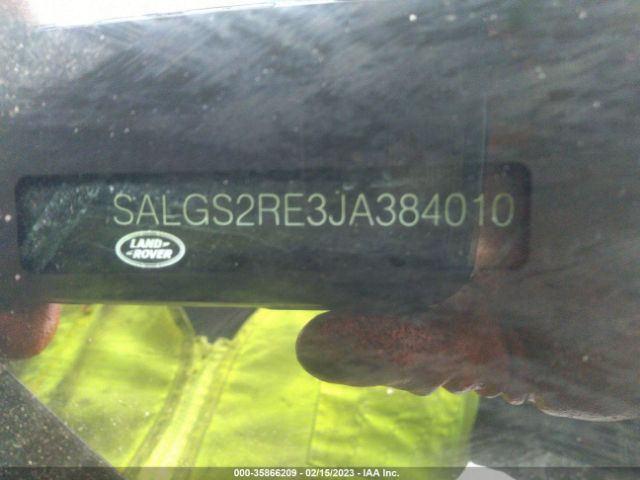 SALGS2RE3JA384010
LAND
ROVER
000-35866209 - 02/15/2023 - IAA Inc.